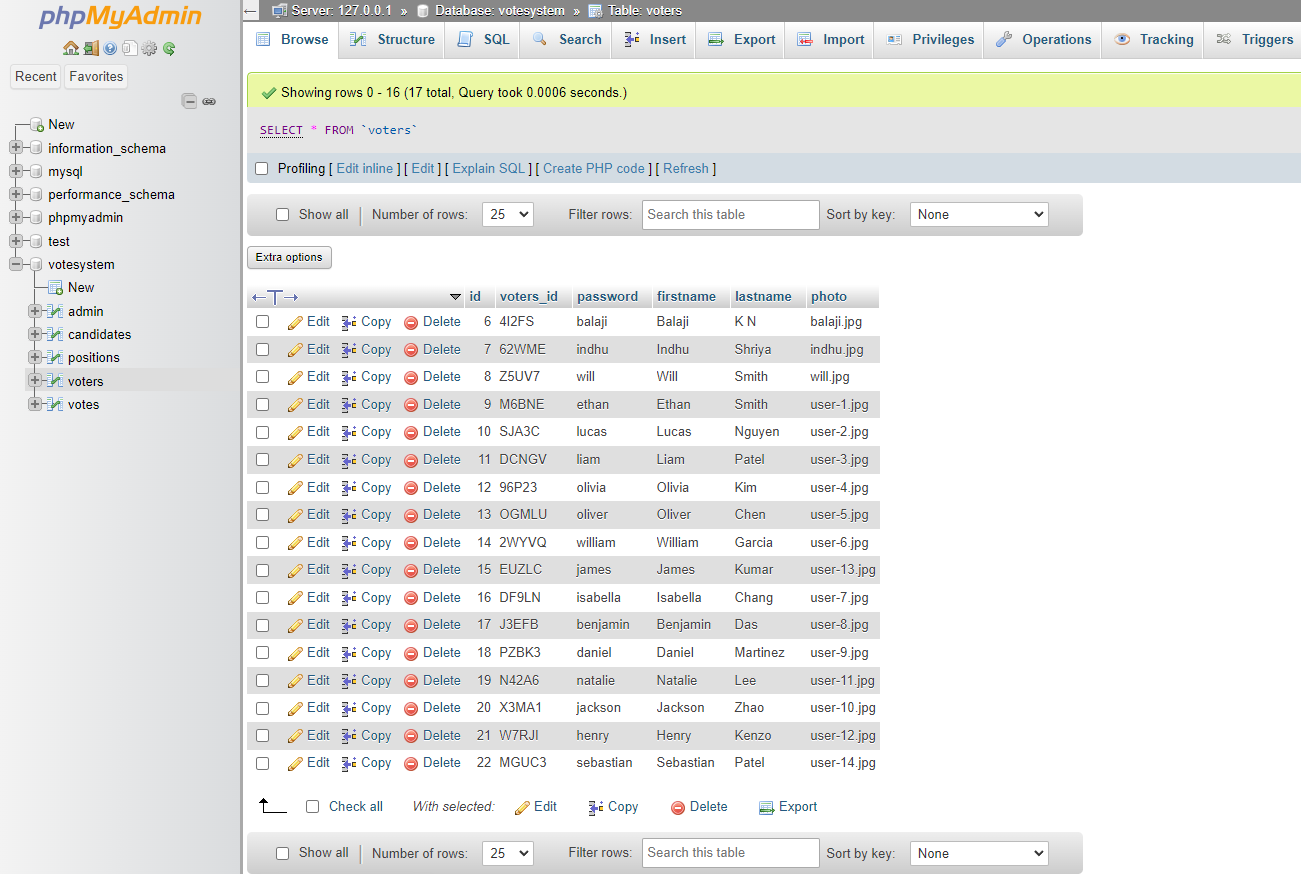 phpMyAdmin
Recent Favorites
New
information_schema
mysql
performance_schema
phpmyadmin
test
votesystem
New
admin
candidates
positions
voters
votes
Server: 127.0.0.1 » Database: votesystem » Table: voters
Browse Structure SQL Search Insert Export Import Privileges Operations Tracking Triggers
Showing rows 0 - 16 (17 total, Query took 0.0006 seconds.)
SELECT * FROM `voters`
Profiling [ Edit inline ] [ Edit ] [ Explain SQL ] [ Create PHP code ] [ Refresh ]
Show all Number of rows: 25 Filter rows: Search this table Sort by key: None
Extra options
←T→ id voters_id password firstname lastname photo
Edit Copy Delete 6 4I2FS balaji Balaji K N balaji.jpg
Edit Copy Delete 7 62WME indhu Indhu Shriya indhu.jpg
Edit Copy Delete 8 Z5UV7 will Will Smith will.jpg
Edit Copy Delete 9 M6BNE ethan Ethan Smith user-1.jpg
Edit Copy Delete 10 SJA3C lucas Lucas Nguyen user-2.jpg
Edit Copy Delete 11 DCNGV liam Liam Patel user-3.jpg
Edit Copy Delete 12 96P23 olivia Olivia Kim user-4.jpg
Edit Copy Delete 13 OGMLU oliver Oliver Chen user-5.jpg
Edit Copy Delete 14 2WYVQ william William Garcia user-6.jpg
Edit Copy Delete 15 EUZLC james James Kumar user-13.jpg
Edit Copy Delete 16 DF9LN isabella Isabella Chang user-7.jpg
Edit Copy Delete 17 J3EFB benjamin Benjamin Das user-8.jpg
Edit Copy Delete 18 PZBK3 daniel Daniel Martinez user-9.jpg
Edit Copy Delete 19 N42A6 natalie Natalie Lee user-11.jpg
Edit Copy Delete 20 X3MA1 jackson Jackson Zhao user-10.jpg
Edit Copy Delete 21 W7RJI henry Henry Kenzo user-12.jpg
Edit Copy Delete 22 MGUC3 sebastian Sebastian Patel user-14.jpg
Check all With selected: Edit Copy Delete Export
Show all Number of rows: 25 Filter rows: Search this table Sort by key: None